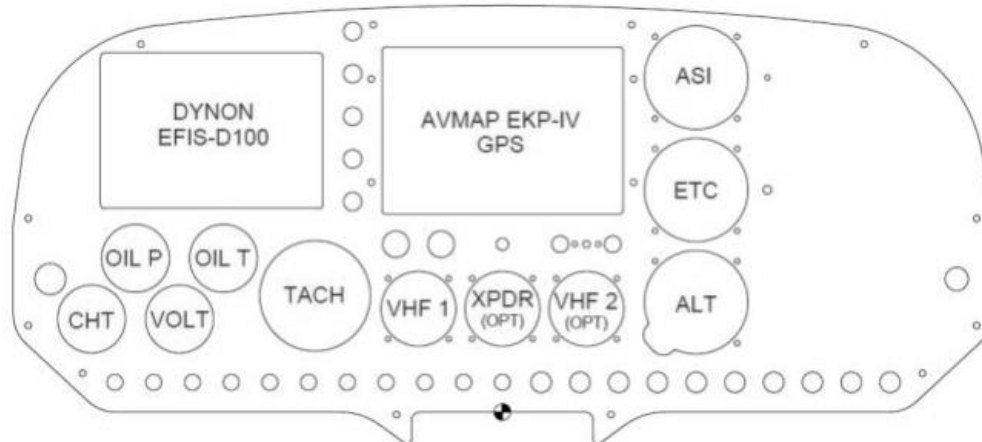 DYNON
EFIS-D100
AVMAP EKP-IV
GPS
ASI
ETC
OIL P
OIL T
TACH
CHT
VOLT
VHF 1
XPDR
(OPT)
VHF 2
(OPT)
ALT